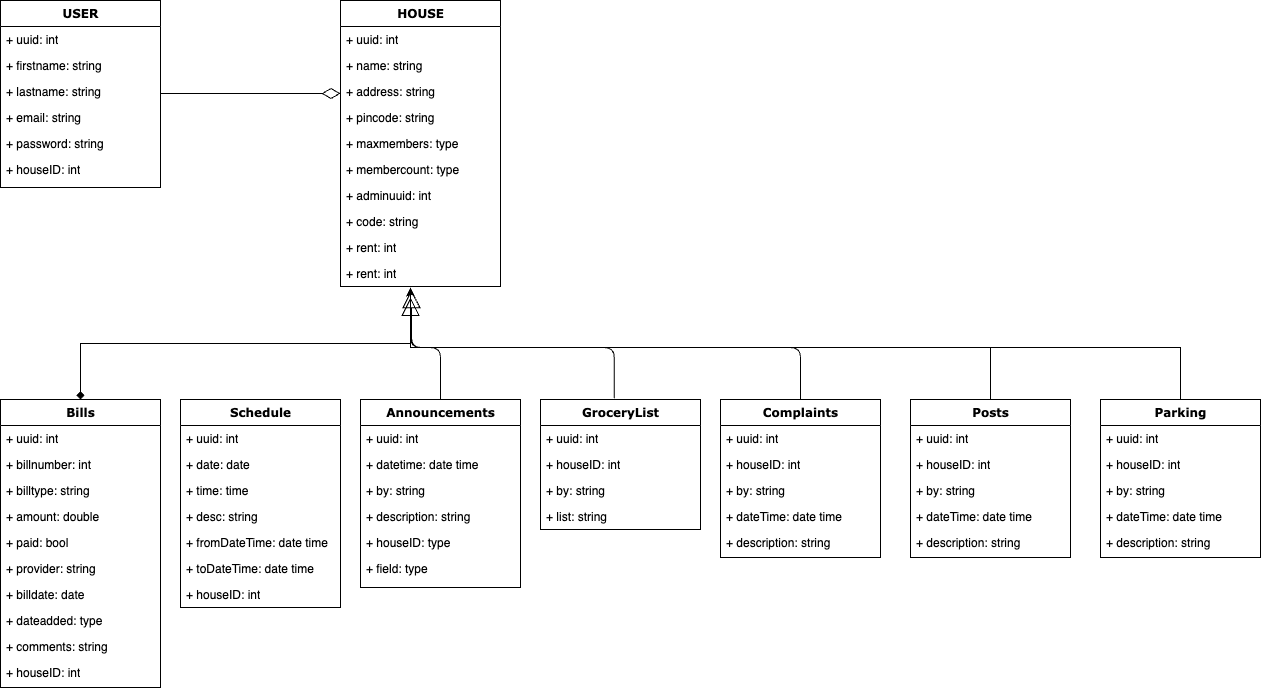 USER
+ uuid: int
+ firstname: string
+ lastname: string
+ email: string
+ password: string
+ houseID: int
HOUSE
+ uuid: int
+ name: string
+ address: string
+ pincode: string
+ maxmembers: type
+ membercount: type
+ adminuuid: int
+ code: string
+ rent: int
+ rent: int
Bills
+ uuid: int
+ billnumber: int
+ billtype: string
+ amount: double
+ paid: bool
+ provider: string
+ billdate: date
+ dateadded: type
+ comments: string
+ houseID: int
Schedule
+ uuid: int
+ date: date
+ time: time
+ desc: string
+ fromDateTime: date time
+ toDateTime: date time
+ houseID: int
Announcements
+ uuid: int
+ datetime: date time
+ by: string
+ description: string
+ houseID: type
+ field: type
GroceryList
+ uuid: int
+ houseID: int
+ by: string
+ list: string
Complaints
+ uuid: int
+ houseID: int
+ by: string
+ dateTime: date time
+ description: string
Posts
+ uuid: int
+ houseID: int
+ by: string
+ dateTime: date time
+ description: string
Parking
+ uuid: int
+ houseID: int
+ by: string
+ dateTime: date time
+ description: string